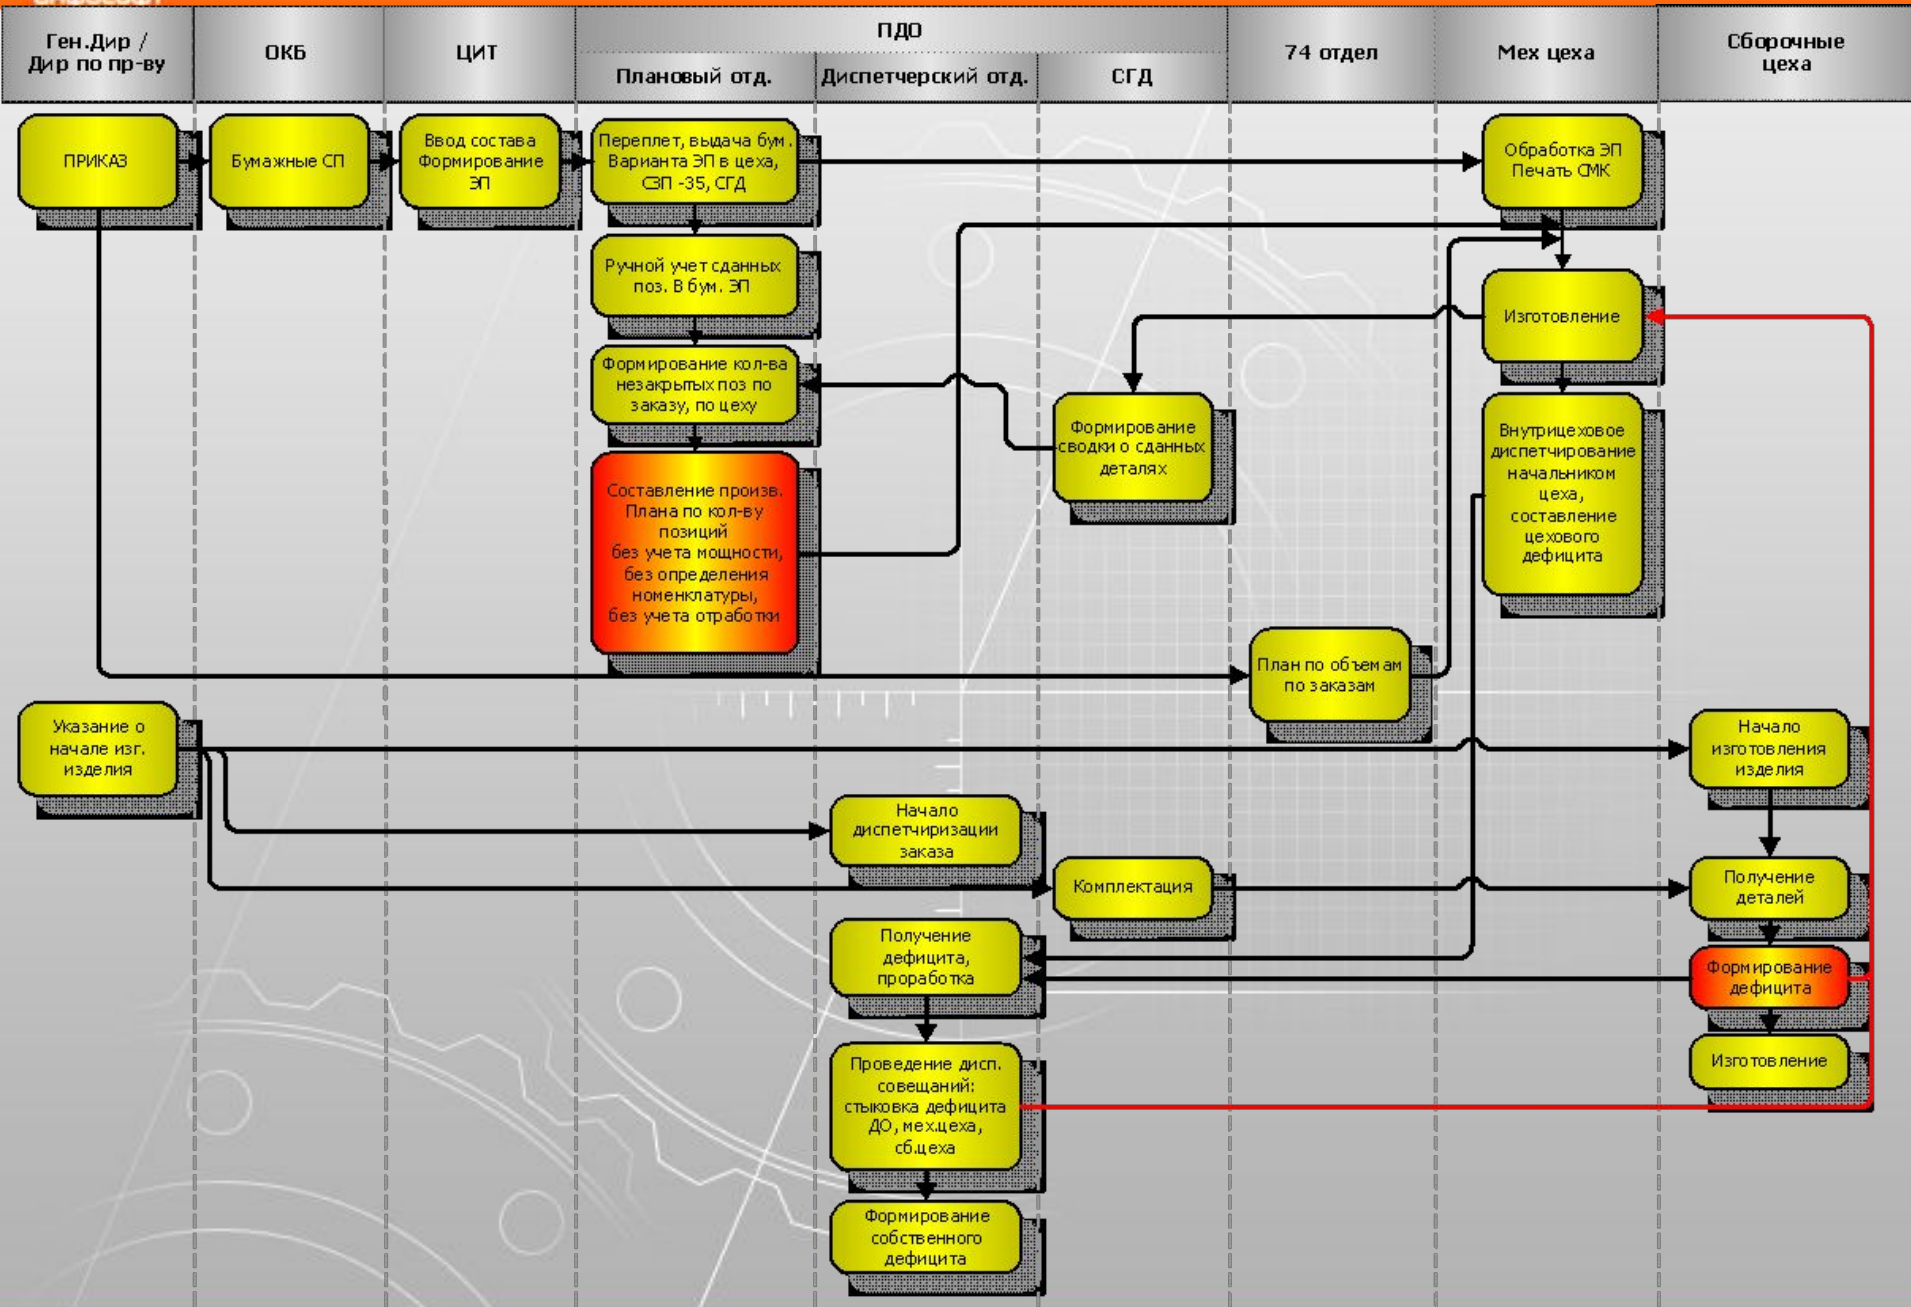 Ген.Дир /
Дир по пр-ву
ОКБ
ЦИТ
ПДО
Плановый отд.
Диспетчерский отд.
СГД
74 отдел
Мех цеха
Сборочные
цеха
ПРИКАЗ
Бумажные СП
Ввод состава
Формирование
ЭП
Переплет, выдача бум.
Варианта ЭП в цеха,
СЗП -35, СГД
Обработка ЭП
Печать СМК
Ручной учет сданных
поз. В бум. ЭП
Изготовление
Формирование кол-ва
незакрытых поз по
заказу, по цеху
Формирование
сводки о сданных
деталях
Внутрицеховое
диспетчирование
начальником
цеха,
составление
цехового
дефицита
Составление произв.
Плана по кол-ву
позиций
без учета мощности,
без определения
номенклатуры,
без учета отработки
План по объемам
по заказам
Указание о
начале изг.
изделия
Начало
изготовления
изделия
Начало
диспетчиризации
заказа
Комплектация
Получение
деталей
Получение
дефицита,
проработка
Формирование
дефицита
Изготовление
Проведение дисп.
совещаний:
стыковка дефицита
ДО, мех.цеха,
сб.цеха
Формирование
собственного
дефицита